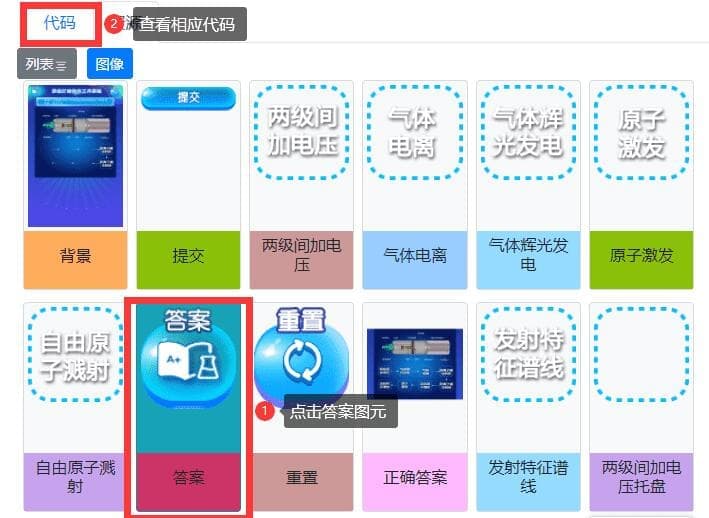 代码
2
查看相应代码
源
列表
图像
提交
两级间
加电压
气体
电离
气体辉
光发电
原子
激发
背景
提交
两级间加电
压
气体电离
气体辉光发
电
原子激发
自由原
子溅射
答案
A+
重置
发射特
征谱线
1
点击答案图元
自由原子溅
射
答案
重置
正确答案
发射特征谱
线
两级间加电
压托盘